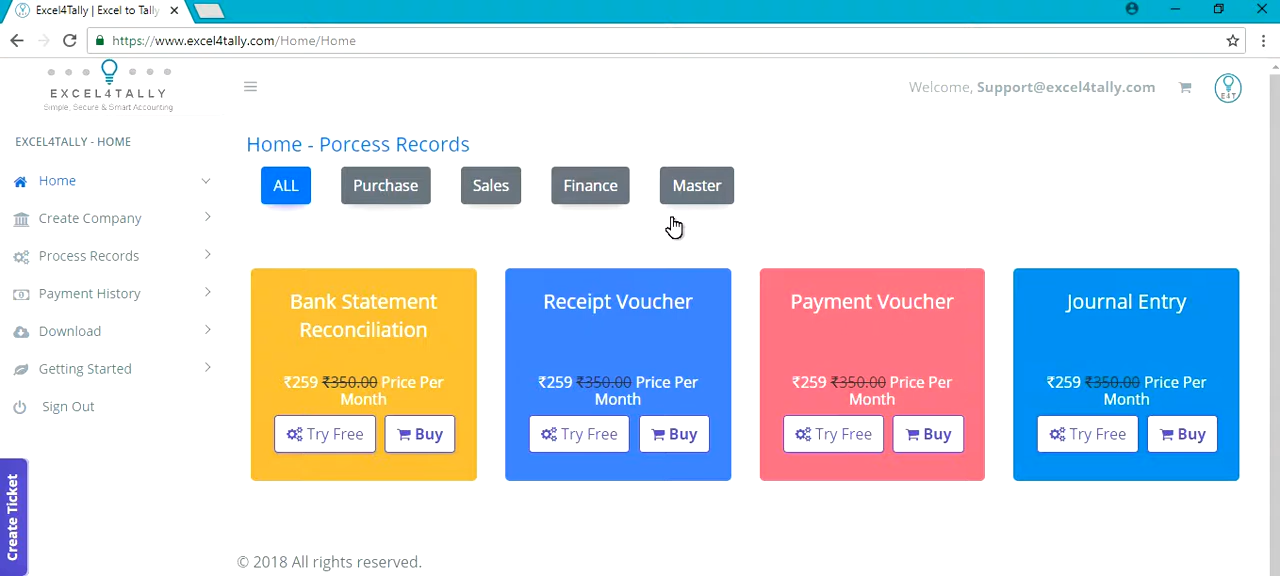 Excel4Tally | Excel to Tally
https://www.excel4tally.com/Home/Home
EXCEL4TALLY
Simple, Secure & Smart Accounting
Welcome, Support@excel4tally.com
E4T
EXCEL4TALLY - HOME
Home
Create Company
Process Records
Payment History
Download
Getting Started
Sign Out
Create Ticket
Home - Porcess Records
ALL Purchase Sales Finance Master
Bank Statement
Reconciliation
₹259 ₹350.00 Price Per
Month
Try Free Buy
Receipt Voucher
₹259 ₹350.00 Price Per
Month
Try Free Buy
Payment Voucher
₹259 ₹350.00 Price Per
Month
Try Free Buy
Journal Entry
₹259 ₹350.00 Price Per
Month
Try Free Buy
© 2018 All rights reserved.